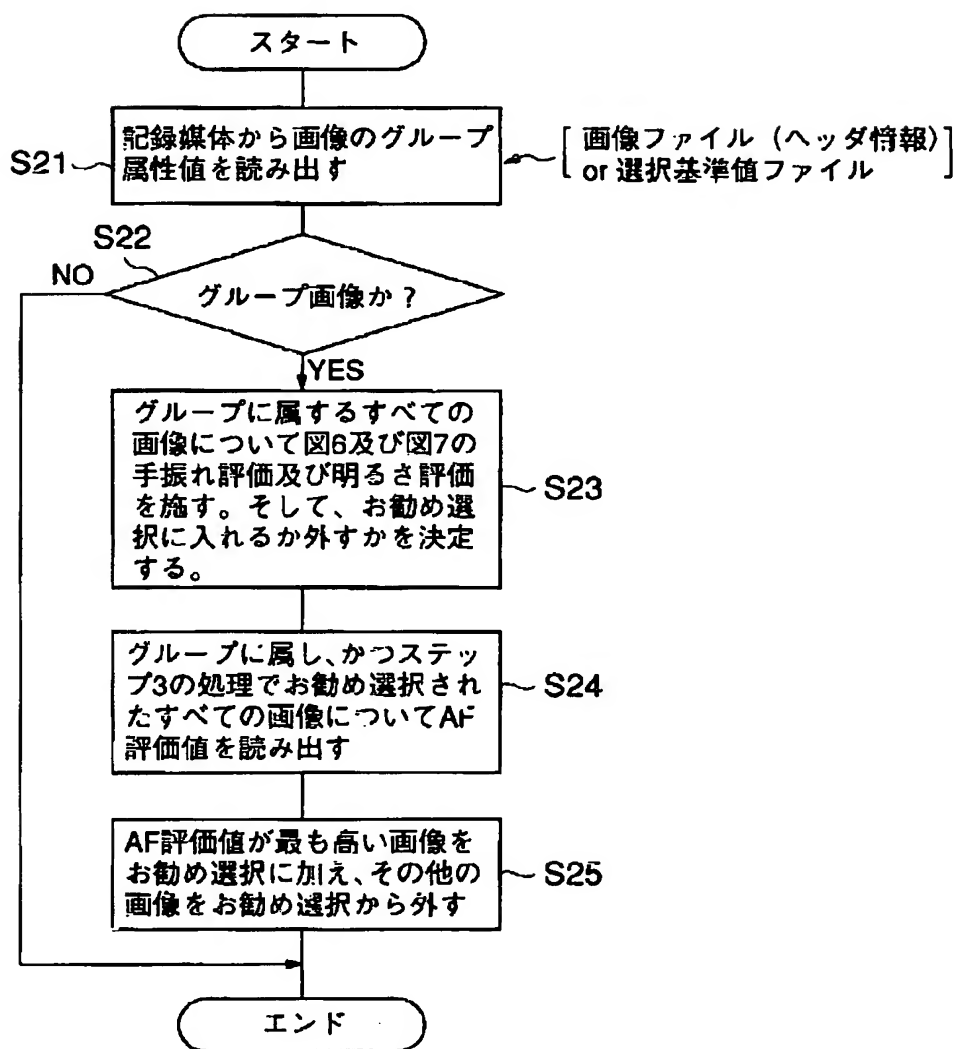 スタート
記録媒体から画像のグループ
属性値を読み出す
S21
[画像ファイル（ヘッダ情報）
or 選択基準値ファイル]
S22
NO
グループ画像か？
YES
グループに属するすべての
画像について図6及び図7の
手振れ評価及び明るさ評価
を施す。そして、お勧め選
択に入れるか外すかを決定
する。
S23
グループに属し、かつステッ
プ3の処理でお勧め選択され
たすべての画像についてAF
評価値を読み出す
S24
AF評価値が最も高い画像を
お勧め選択に加え、その他の
画像をお勧め選択から外す
S25
エンド